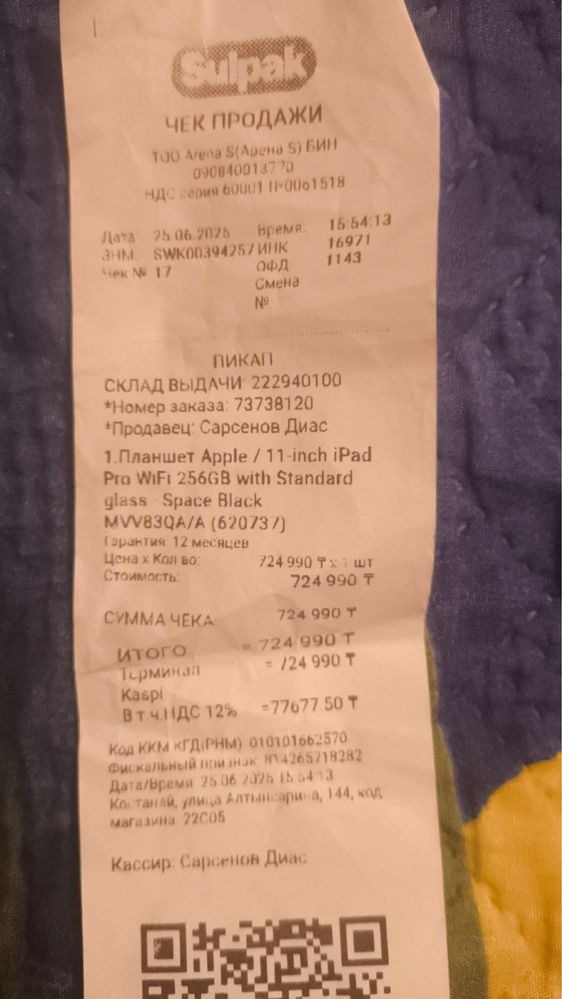 Sulpak
ЧЕК ПРОДАЖИ
ТОО Arena S(Арена S) БИН
090840013770
НДС серия 60001 №0061518
Дата 25.06.2025 Время: 15:54:13
ЗНМ. SWK00394257 ИНК 16971
Чек № 17 ОФД 1143
Смена
№
ПИКАП
СКЛАД ВЫДАЧИ: 222940100
*Номер заказа: 73738120
*Продавец: Сарсенов Диас
1.Планшет Apple / 11-inch iPad
Pro WiFi 256GB with Standard
glass - Space Black
MVV83QA/A (620737)
Гарантия: 12 месяцев
Цена x Кол во: 724 990 ₸ x 1 шт
Стоимость: 724 990 ₸
СУММА ЧЕКА 724 990 ₸
ИТОГО = 724 990 ₸
Терминал = 724 990 ₸
Kaspi
В т.ч.НДС 12% =77677.50 ₸
Код ККМ КГД(РНМ) 010101662570
Фискальный признак: 814265718282
Дата/Время 25.06.2025 15:54:13
Костанай, улица Алтынсарина, 144, код
магазина 22C05
Кассир: Сарсенов Диас